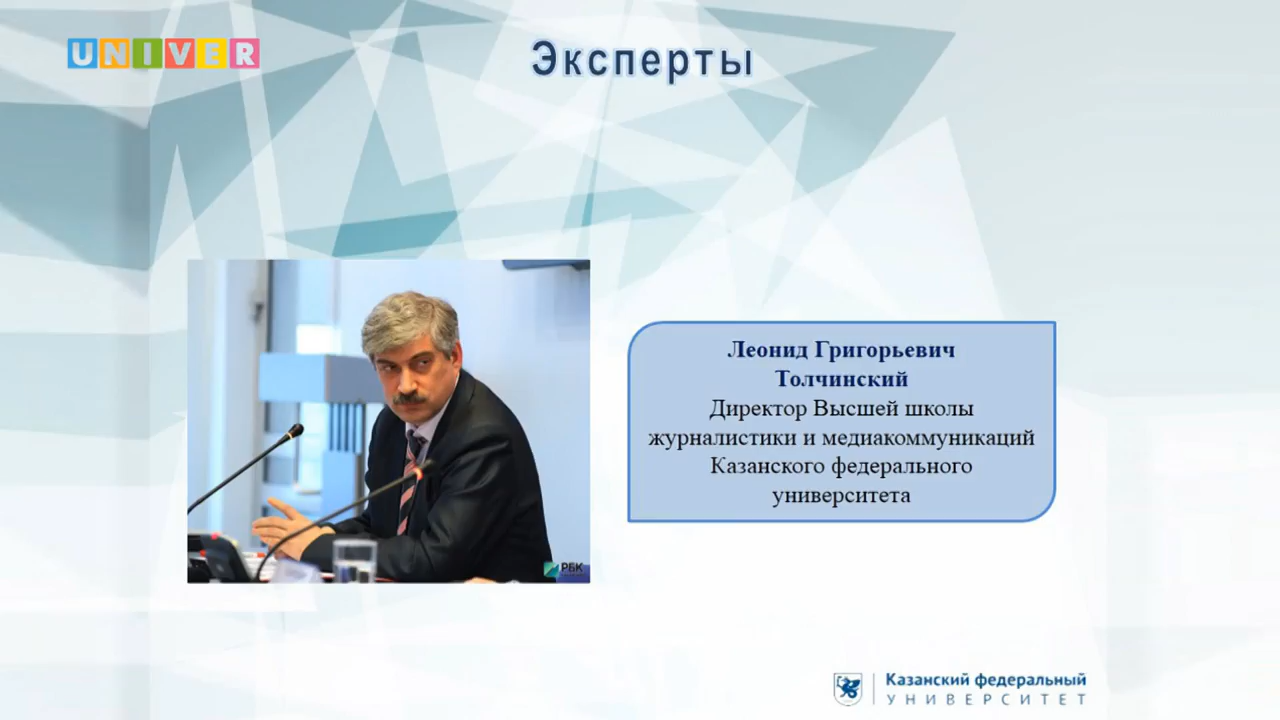 UNIVER
Эксперты
Леонид Григорьевич
Толчинский
Директор Высшей школы
журналистики и медиакоммуникаций
Казанского федерального
университета
РБК
Казанский федеральный
УНИВЕРСИТЕТ